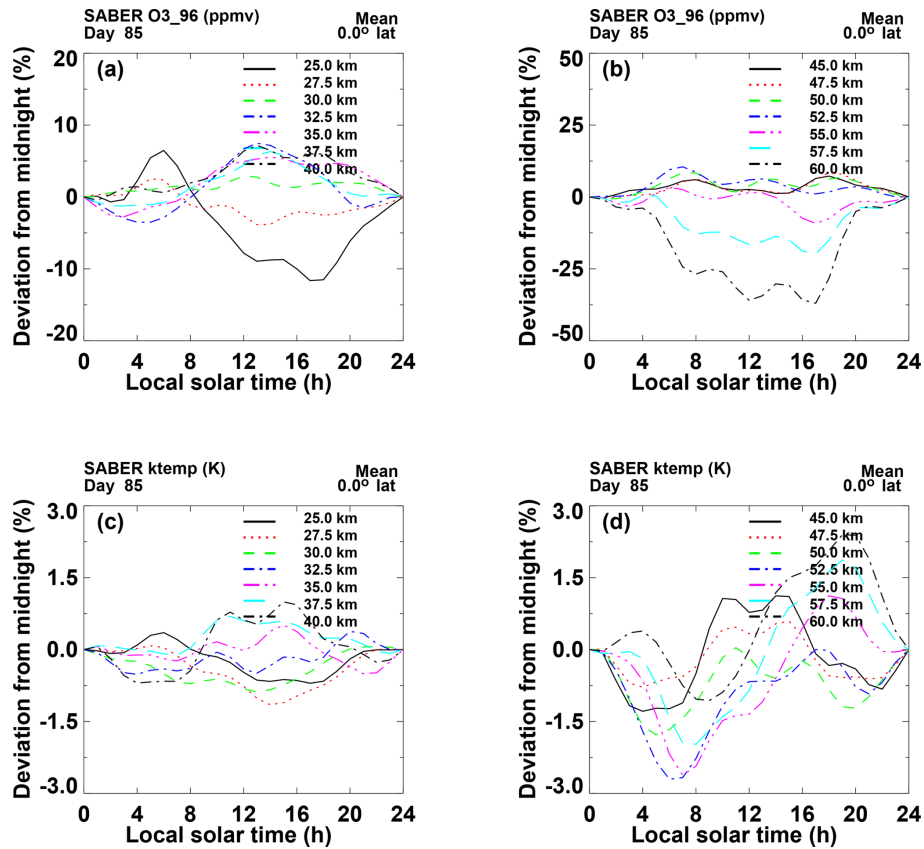 SABER O3_96 (ppmv) Mean
Day 85 0.0º lat
(a)
Deviation from midnight (%)
20
10
0
-10
-20
25.0 km
27.5 km
30.0 km
32.5 km
35.0 km
37.5 km
40.0 km
0 4 8 12 16 20 24
Local solar time (h)
SABER O3_96 (ppmv) Mean
Day 85 0.0º lat
(b)
Deviation from midnight (%)
50
25
0
-25
-50
45.0 km
47.5 km
50.0 km
52.5 km
55.0 km
57.5 km
60.0 km
0 4 8 12 16 20 24
Local solar time (h)
SABER ktemp (K) Mean
Day 85 0.0º lat
(c)
Deviation from midnight (%)
3.0
1.5
0.0
-1.5
-3.0
25.0 km
27.5 km
30.0 km
32.5 km
35.0 km
37.5 km
40.0 km
0 4 8 12 16 20 24
Local solar time (h)
SABER ktemp (K) Mean
Day 85 0.0º lat
(d)
Deviation from midnight (%)
3.0
1.5
0.0
-1.5
-3.0
45.0 km
47.5 km
50.0 km
52.5 km
55.0 km
57.5 km
60.0 km
0 4 8 12 16 20 24
Local solar time (h)